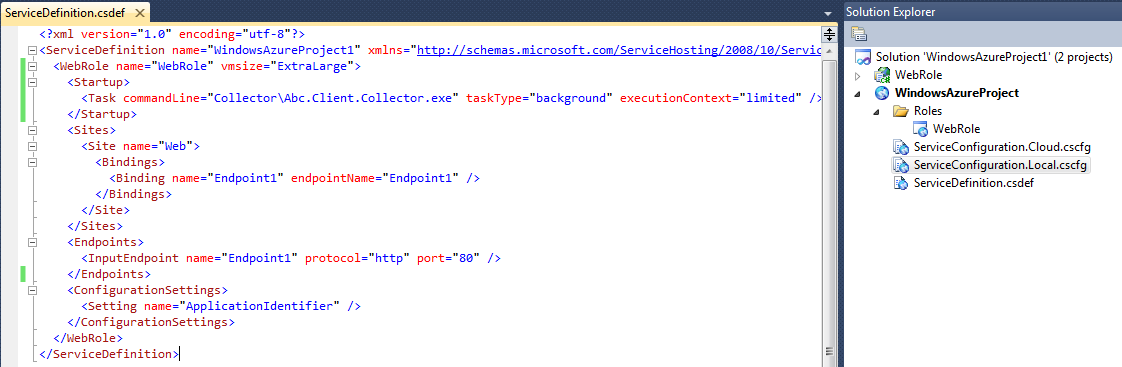 ServiceDefinition.csdef
<?xml version="1.0" encoding="utf-8"?>
<ServiceDefinition name="WindowsAzureProject1" xmlns="http://schemas.microsoft.com/ServiceHosting/2008/10/Servic
<WebRole name="WebRole" vmsize="ExtraLarge">
<Startup>
<Task commandLine="Collector\Abc.Client.Collector.exe" taskType="background" executionContext="limited" />
</Startup>
<Sites>
<Site name="Web">
<Bindings>
<Binding name="Endpoint1" endpointName="Endpoint1" />
</Bindings>
</Site>
</Sites>
<Endpoints>
<InputEndpoint name="Endpoint1" protocol="http" port="80" />
</Endpoints>
<ConfigurationSettings>
<Setting name="ApplicationIdentifier" />
</ConfigurationSettings>
</WebRole>
</ServiceDefinition>
Solution Explorer
Solution 'WindowsAzureProject1' (2 projects)
WebRole
WindowsAzureProject
Roles
WebRole
ServiceConfiguration.Cloud.cscfg
ServiceConfiguration.Local.cscfg
ServiceDefinition.csdef